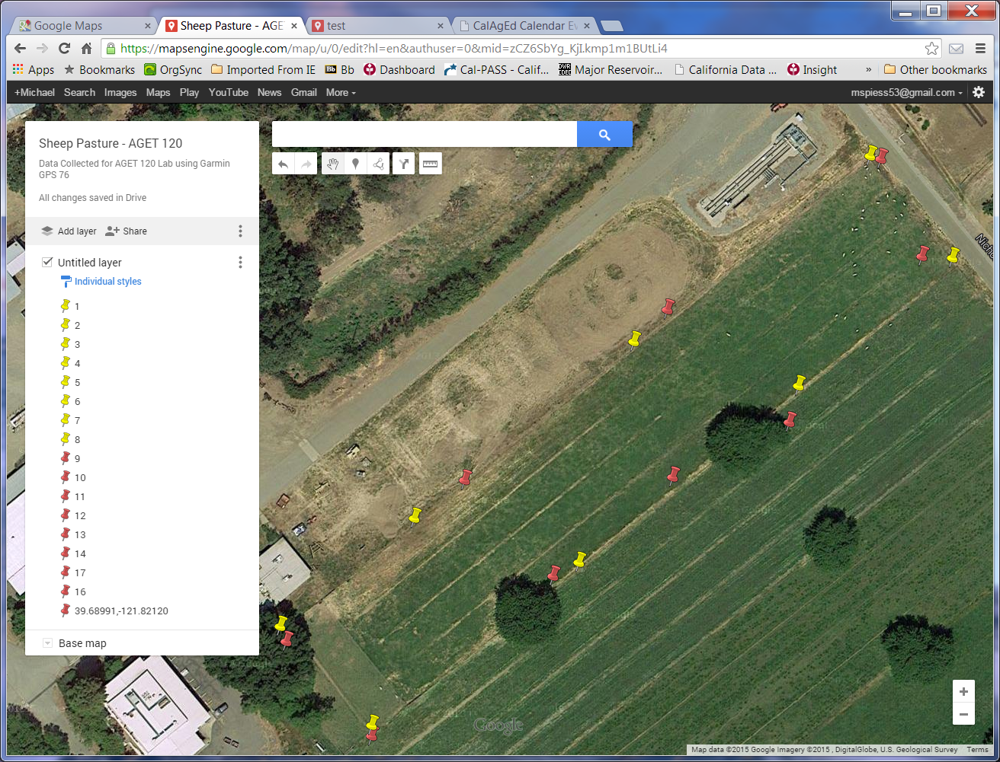 Google Maps
Sheep Pasture - AGE
test
CalAgEd Calendar Ev
https://mapsengine.google.com/map/u/0/edit?hl=en&authuser=0&mid=zCZ6SbYg_KjIkmp1m1BUtLi4
Apps
Bookmarks
OrgSync
Imported From IE
Bb
Bb
Dashboard
Cal-PASS - Calif...
DWR
Major Reservoir...
California Data ...
Insight
»
Other bookmarks
+Michael
Search
Images
Maps
Play
YouTube
News
Gmail
More
mspiess53@gmail.com
Sheep Pasture - AGET 120
Data Collected for AGET 120 Lab using Garmin
GPS 76
All changes saved in Drive
Add layer
Share
Untitled layer
Individual styles
1
2
3
4
5
6
7
8
9
10
11
12
13
14
17
16
39.68991,-121.82120
Base map
Google
+
−
Map data ©2015 Google Imagery ©2015 , DigitalGlobe, U.S. Geological Survey
Terms